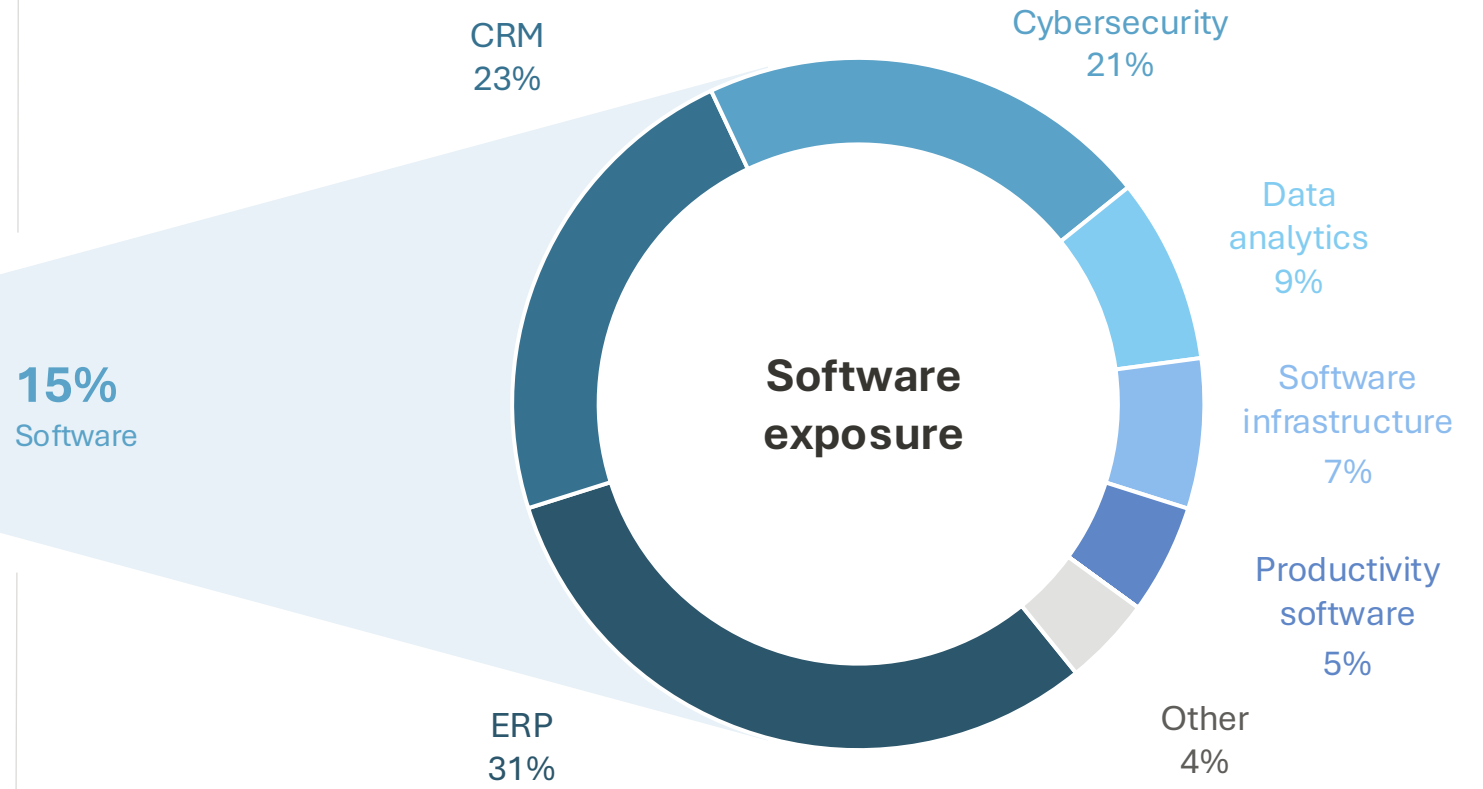 CRM
23%
Cybersecurity
21%
Data
analytics
9%
15%
Software
Software
exposure
Software
infrastructure
7%
Productivity
software
5%
ERP
31%
Other
4%